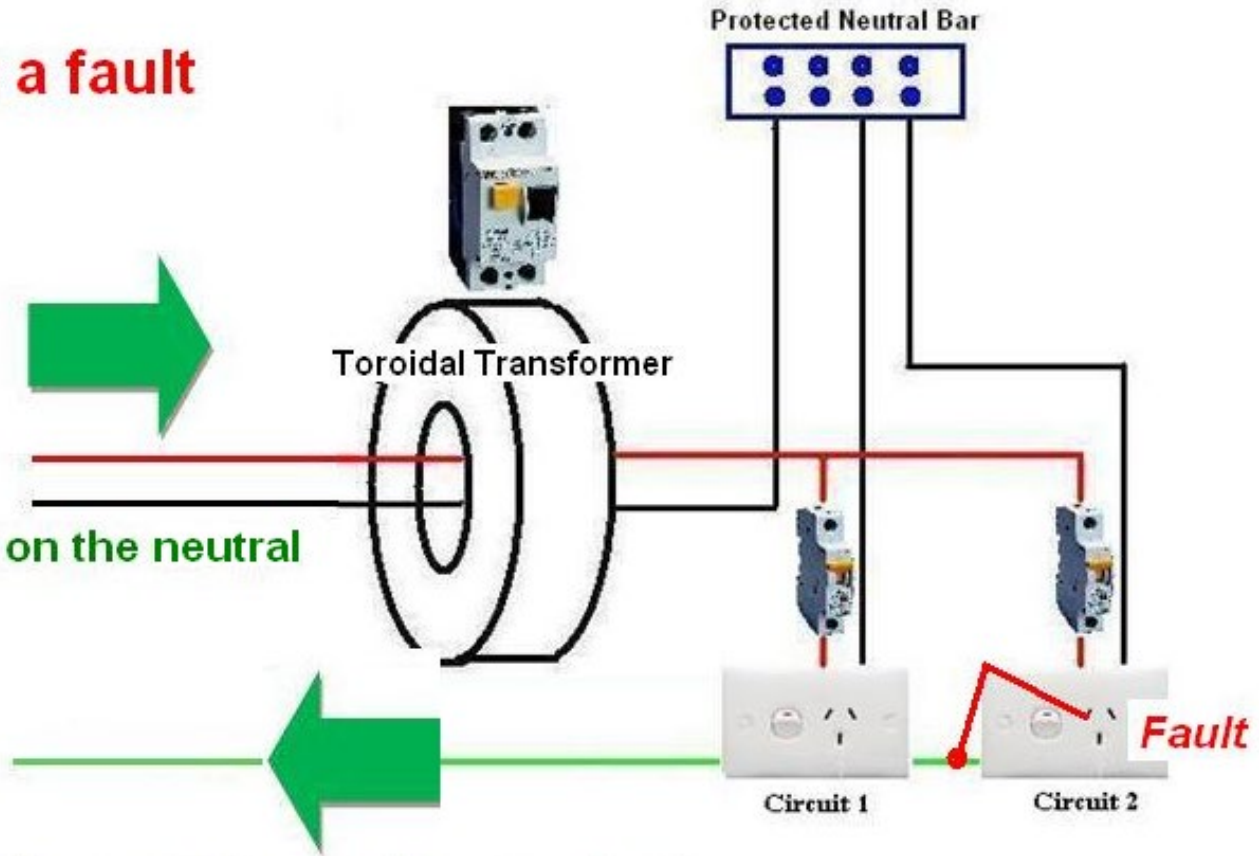 Protected Neutral Bar
a fault
Toroidal Transformer
on the neutral
Fault
Circuit 1
Circuit 2